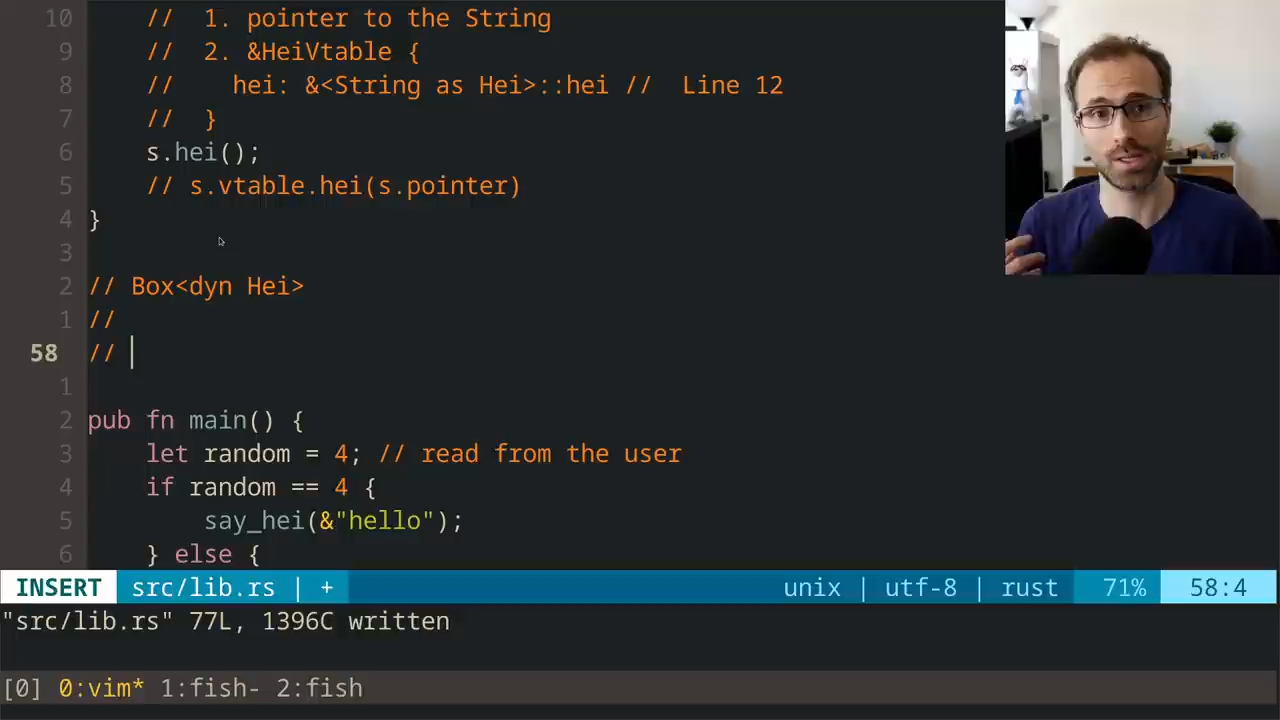 10 //  1. pointer to the String
9 //  2. &HeiVtable {
8 //    hei: &<String as Hei>::hei //  Line 12
7 //  }
6 s.hei();
5 // s.vtable.hei(s.pointer)
4 }
3
2 // Box<dyn Hei>
1 //
58 //
1
2 pub fn main() {
3     let random = 4; // read from the user
4     if random == 4 {
5         say_hei(&"hello");
6     } else {
INSERT src/lib.rs | + unix | utf-8 | rust 71% 58:4
"src/lib.rs" 77L, 1396C written
[0] 0:vim* 1:fish- 2:fish